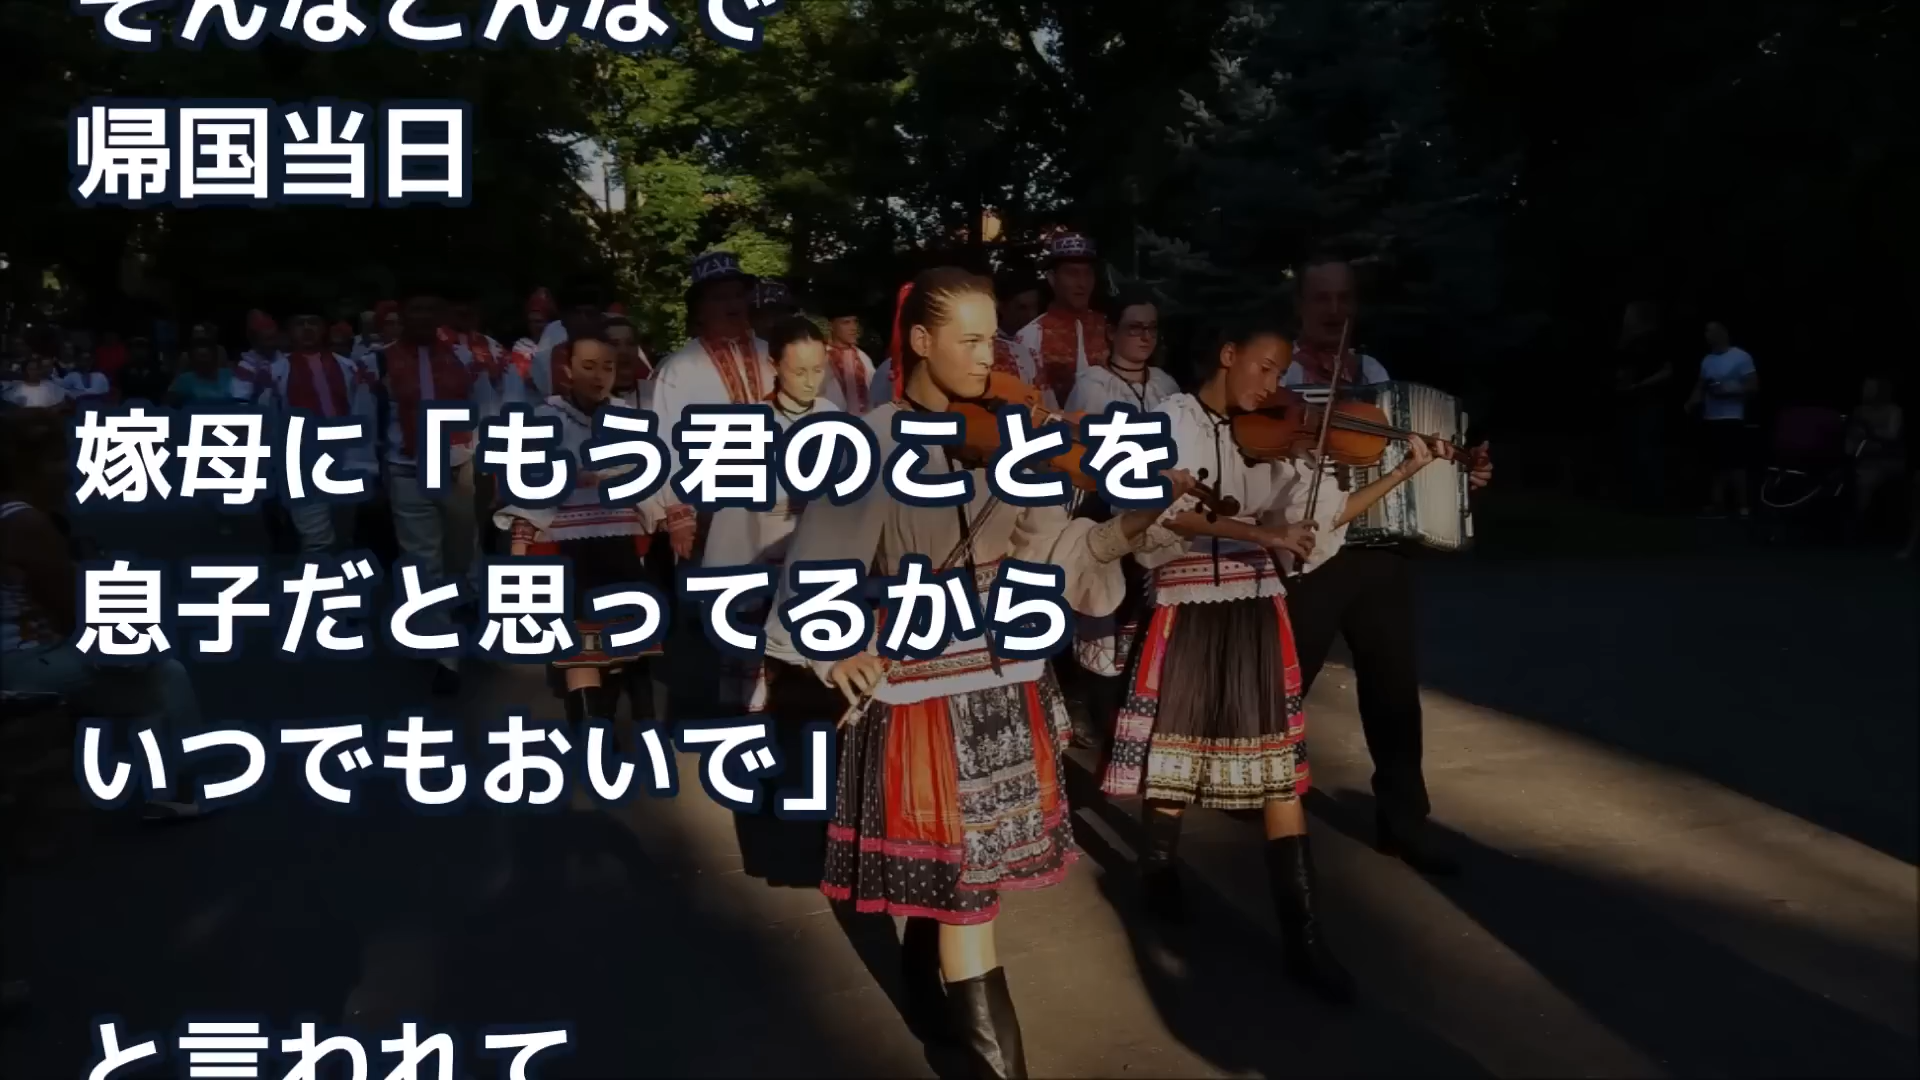 そんなこんなで
帰国当日
嫁母に「もう君のことを
息子だと思ってるから
いつでもおいで」
と言われて